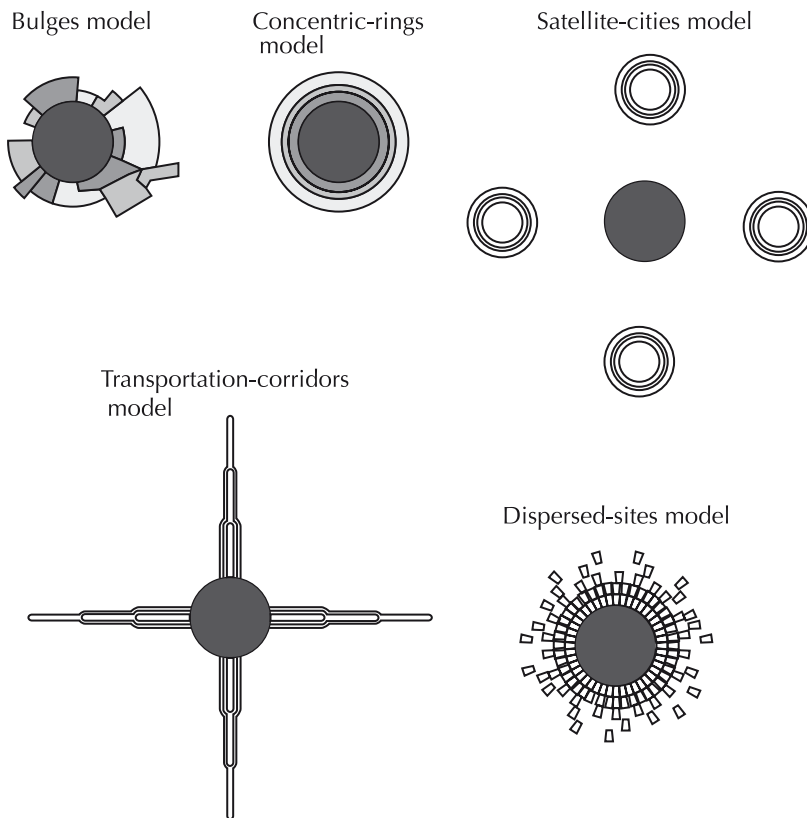 Bulges model
Concentric-rings
model
Satellite-cities model
Transportation-corridors
model
Dispersed-sites model